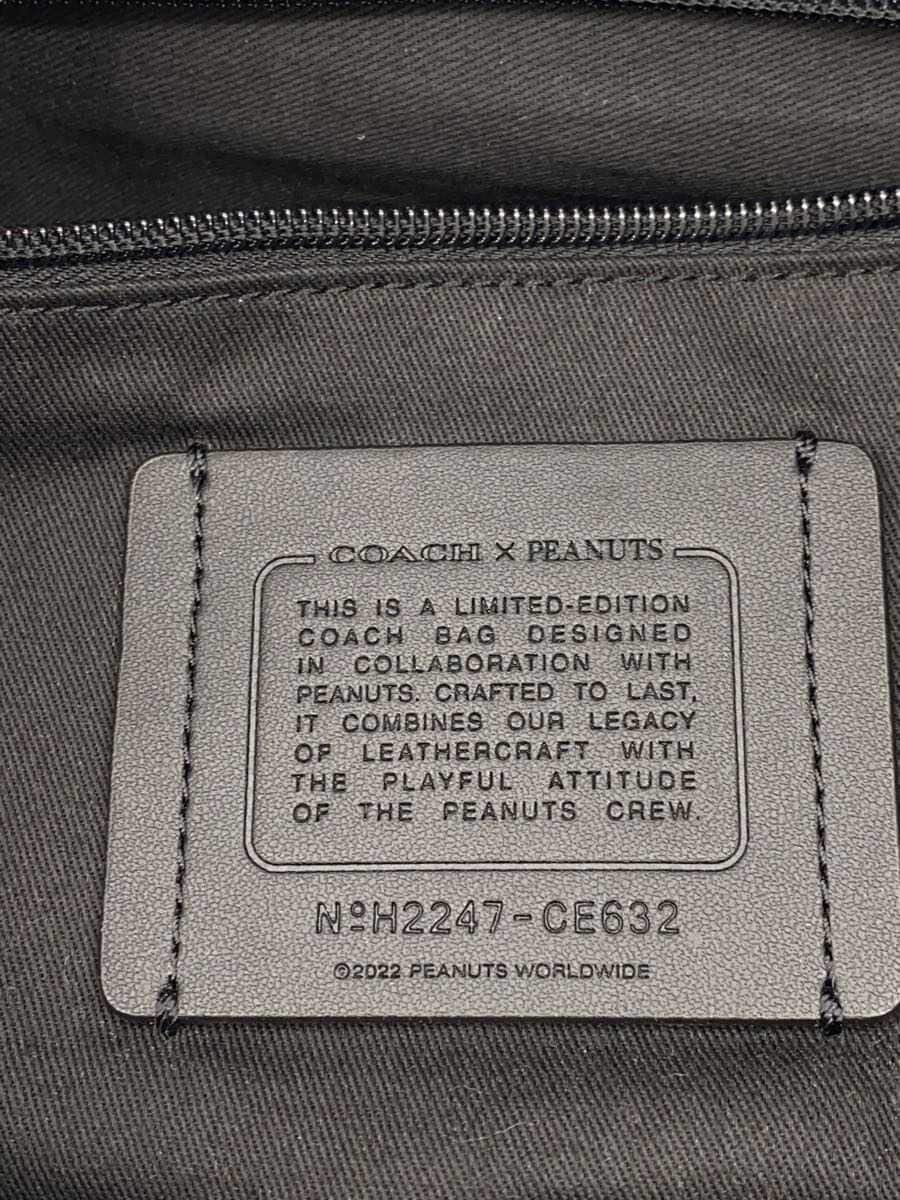 COACH × PEANUTS
THIS IS A LIMITED-EDITION
COACH BAG DESIGNED
IN COLLABORATION WITH
PEANUTS. CRAFTED TO LAST,
IT COMBINES OUR LEGACY
OF LEATHERCRAFT WITH
THE PLAYFUL ATTITUDE
OF THE PEANUTS CREW.
NºH2247-CE632
©2022 PEANUTS WORLDWIDE